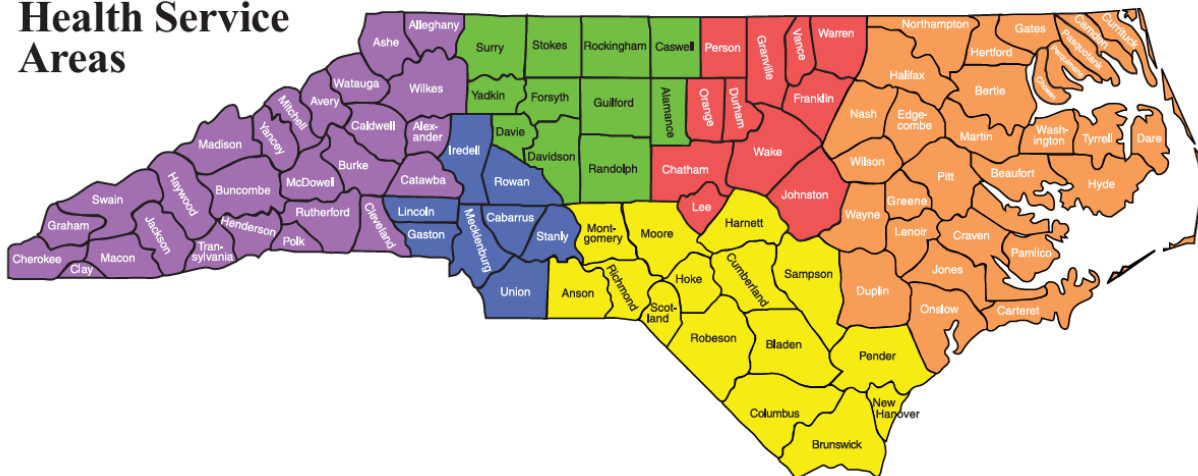 Health Service
Areas
Alleghany
Ashe
Surry
Stokes
Rockingham
Caswell
Person
Granville
Vance
Warren
Northampton
Gates
Camden
Currituck
Pasquotank
Perquimans
Hertford
Chowan
Watauga
Wilkes
Yadkin
Forsyth
Guilford
Alamance
Orange
Durham
Franklin
Halifax
Bertie
Mitchell
Avery
Yancey
Caldwell
Alex-
ander
Iredell
Davie
Davidson
Randolph
Chatham
Wake
Nash
Edge-
combe
Martin
Wash-
ington
Tyrrell
Dare
Madison
Burke
McDowell
Catawba
Rowan
Wilson
Pitt
Beaufort
Hyde
Swain
Haywood
Buncombe
Rutherford
Cleveland
Lincoln
Gaston
Mecklenburg
Cabarrus
Stanly
Mont-
gomery
Moore
Lee
Harnett
Johnston
Wayne
Greene
Lenoir
Craven
Pamlico
Graham
Jackson
Henderson
Polk
Tran-
sylvania
Cherokee
Clay
Macon
Union
Anson
Richmond
Scot-
land
Hoke
Cumberland
Sampson
Duplin
Jones
Onslow
Carteret
Robeson
Bladen
Pender
Columbus
New
Hanover
Brunswick